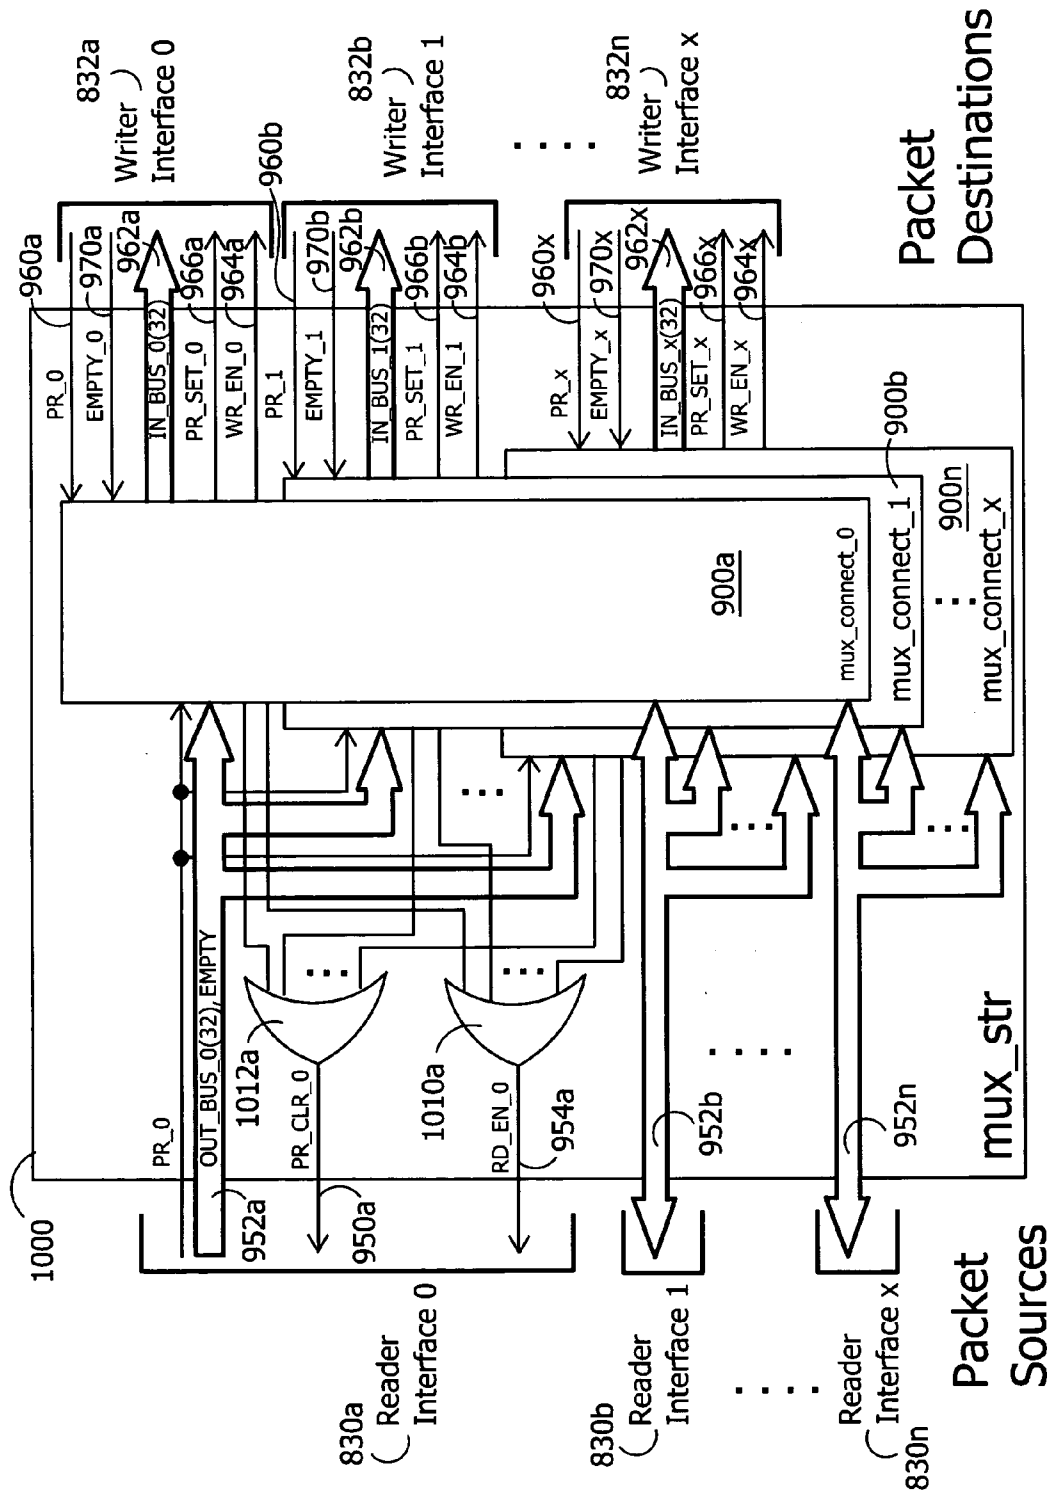 1000
Packet
Sources
830a
Reader
Interface 0
830b
Reader
Interface 1
. . . .
Reader
Interface x
830n
PR_0
OUT_BUS_0(32), EMPTY
952a
1012a
PR_CLR_0
950a
1010a
RD_EN_0
954a
952b
. . . .
952n
mux_str
. . .
. . .
. . .
. . .
. . .
900a
mux_connect_0
mux_connect_1
900b
. . .
900n
mux_connect_x
PR_0
960a
EMPTY_0
970a
IN_BUS_0(32)
962a
PR_SET_0
966a
WR_EN_0
964a
PR_1
960b
EMPTY_1
970b
IN_BUS_1(32)
962b
PR_SET_1
966b
WR_EN_1
964b
PR_x
960x
EMPTY_x
970x
IN_BUS_x(32)
962x
PR_SET_x
966x
WR_EN_x
964x
832a
Writer
Interface 0
832b
Writer
Interface 1
. . . .
832n
Writer
Interface x
Packet
Destinations